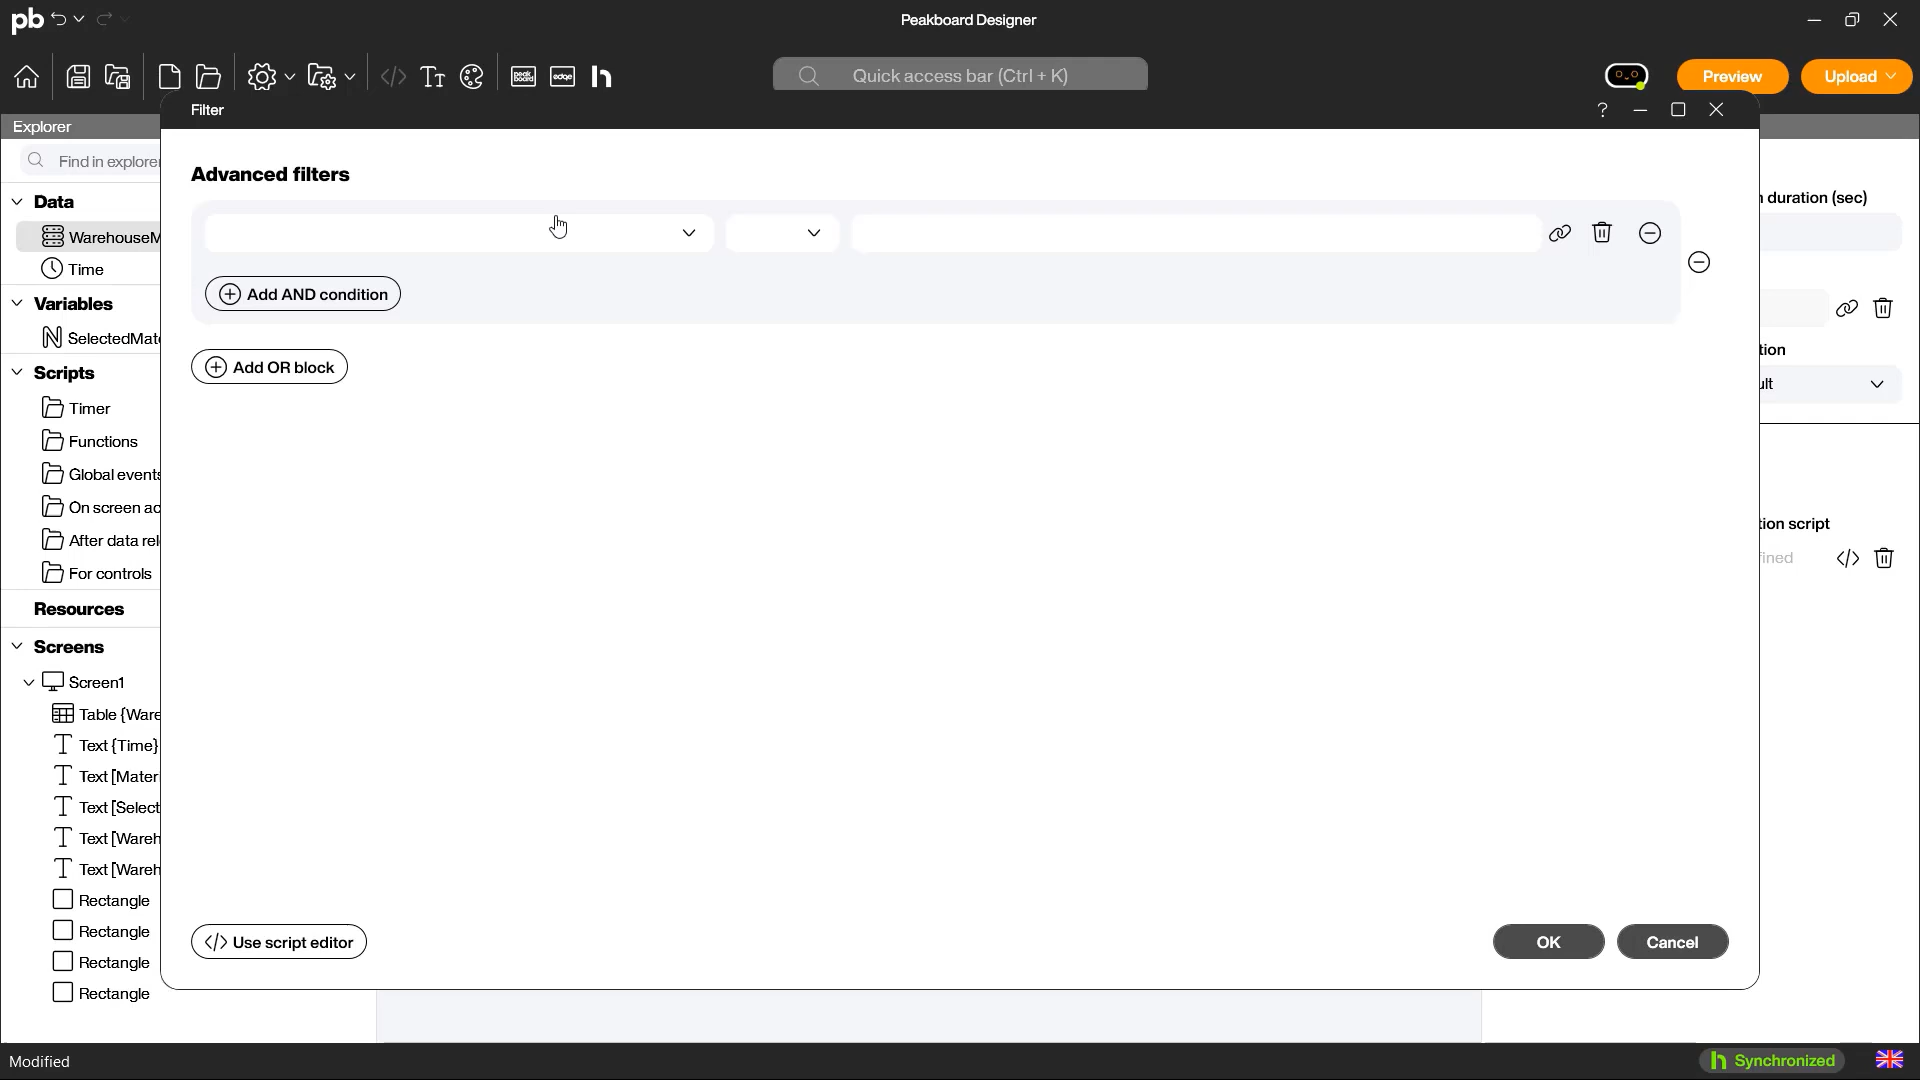 pb
Peakboard Designer
Quick access bar (Ctrl + K)
Preview
Upload
Filter
?
Explorer
Find in explorer
Advanced filters
Data
WarehouseM
Time
Add AND condition
Add OR block
Variables
SelectedMat
Scripts
Timer
Functions
Global events
On screen ac
After data rel
For controls
Resources
Screens
Screen1
Table {Ware
Text {Time}
Text [Mater
Text [Select
Text [Wareh
Text [Wareh
Rectangle
Rectangle
Rectangle
Rectangle
n duration (sec)
tion
ult
tion script
fined
Use script editor
OK
Cancel
Modified
Synchronized